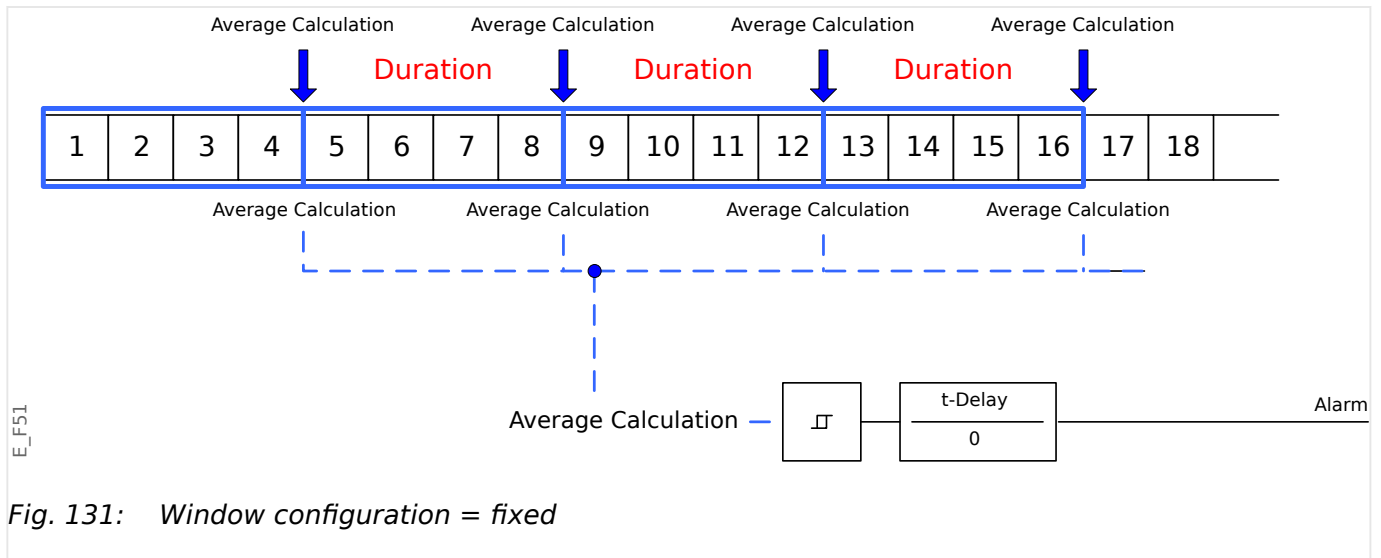 Average Calculation Average Calculation Average Calculation Average Calculation
Duration Duration Duration
1 2 3 4 5 6 7 8 9 10 11 12 13 14 15 16 17 18
Average Calculation Average Calculation Average Calculation Average Calculation
t-Delay
Alarm
Average Calculation
0
E_F51
Fig. 131: Window configuration = fixed